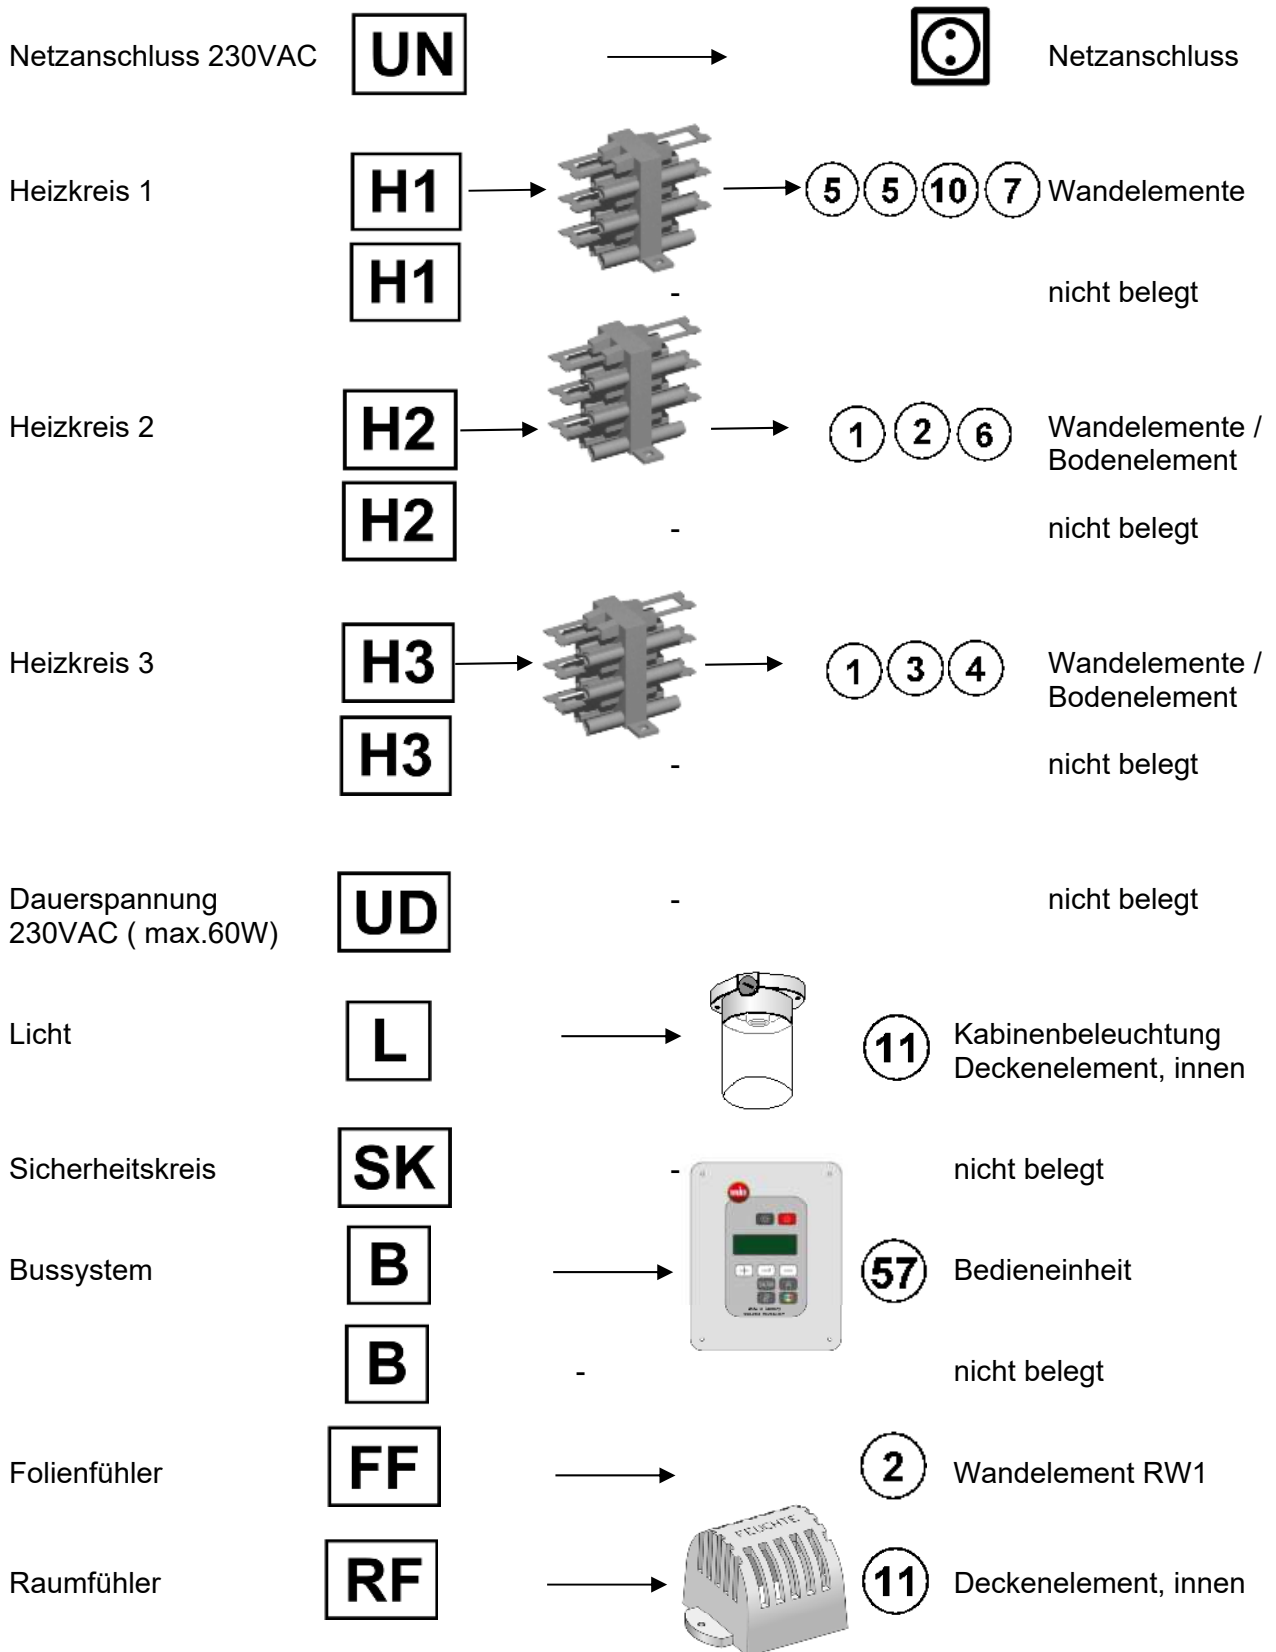 Netzanschluss 230VAC UN Netzanschluss
Heizkreis 1 H1 5 5 10 7 Wandelemente
H1 - nicht belegt
Heizkreis 2 H2 1 2 6 Wandelemente /
Bodenelement
H2 - nicht belegt
Heizkreis 3 H3 1 3 4 Wandelemente /
Bodenelement
H3 - nicht belegt
Dauerspannung
230VAC ( max.60W) UD - nicht belegt
Licht L 11 Kabinenbeleuchtung
Deckenelement, innen
Sicherheitskreis SK - nicht belegt
Bussystem B 57 Bedieneinheit
B - nicht belegt
Folienfühler FF 2 Wandelement RW1
FEUCHTE
Raumfühler RF 11 Deckenelement, innen